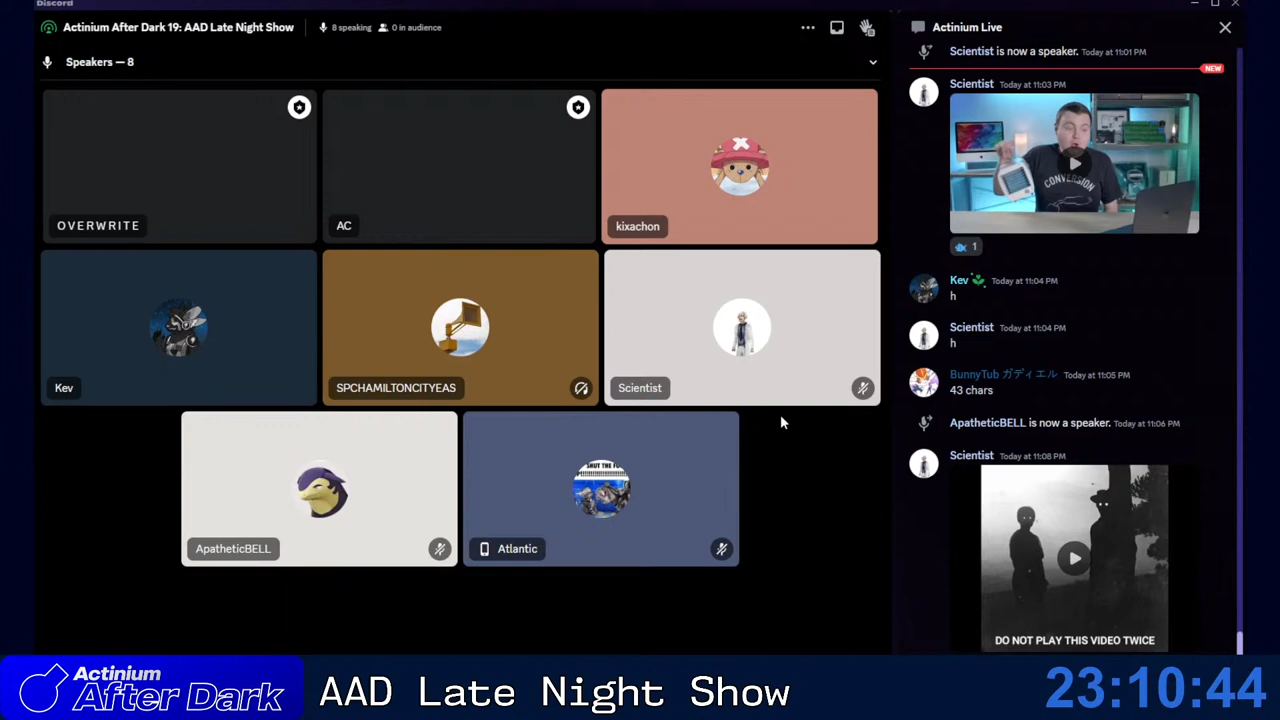 Discord
Actinium After Dark 19: AAD Late Night Show
8 speaking
0 in audience
Speakers — 8
OVERWRITE
AC
kixachon
Kev
SPCHAMILTONCITYEAS
Scientist
ApatheticBELL
Atlantic
SHUT THE FO
Actinium Live
Scientist is now a speaker. Today at 11:01 PM
NEW
Scientist Today at 11:03 PM
CONVERSION
1
Kev Today at 11:04 PM
h
Scientist Today at 11:04 PM
h
BunnyTub ガディエル Today at 11:05 PM
43 chars
ApatheticBELL is now a speaker. Today at 11:06 PM
Scientist Today at 11:08 PM
DO NOT PLAY THIS VIDEO TWICE
Actinium
After Dark
AAD Late Night Show
23:10:44